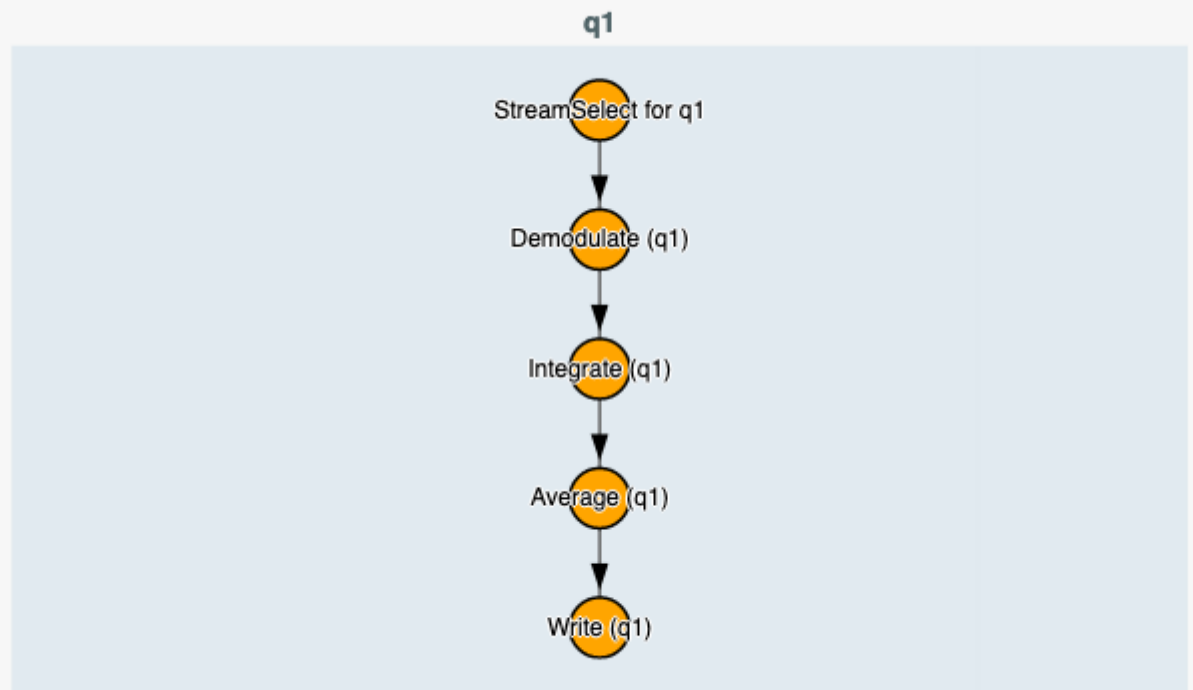 q1
StreamSelect for q1
Demodulate (q1)
Integrate (q1)
Average (q1)
Write (q1)